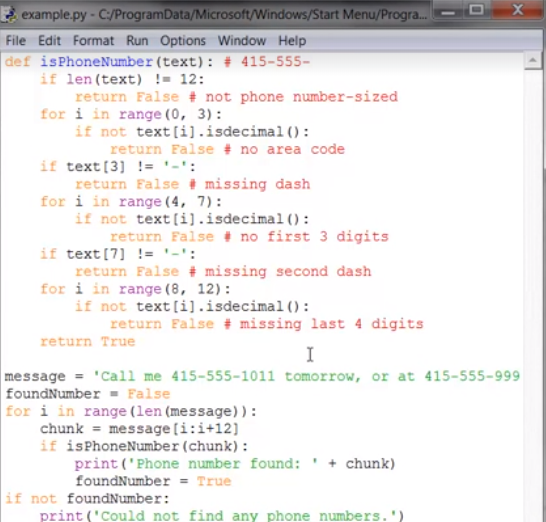 example.py - C:/ProgramData/Microsoft/Windows/Start Menu/Progra...
File Edit Format Run Options Window Help
def isPhoneNumber(text): # 415-555-
    if len(text) != 12:
        return False # not phone number-sized
    for i in range(0, 3):
        if not text[i].isdecimal():
            return False # no area code
    if text[3] != '-':
        return False # missing dash
    for i in range(4, 7):
        if not text[i].isdecimal():
            return False # no first 3 digits
    if text[7] != '-':
        return False # missing second dash
    for i in range(8, 12):
        if not text[i].isdecimal():
            return False # missing last 4 digits
    return True
message = 'Call me 415-555-1011 tomorrow, or at 415-555-999
foundNumber = False
for i in range(len(message)):
    chunk = message[i:i+12]
    if isPhoneNumber(chunk):
        print('Phone number found: ' + chunk)
        foundNumber = True
if not foundNumber:
    print('Could not find any phone numbers.')